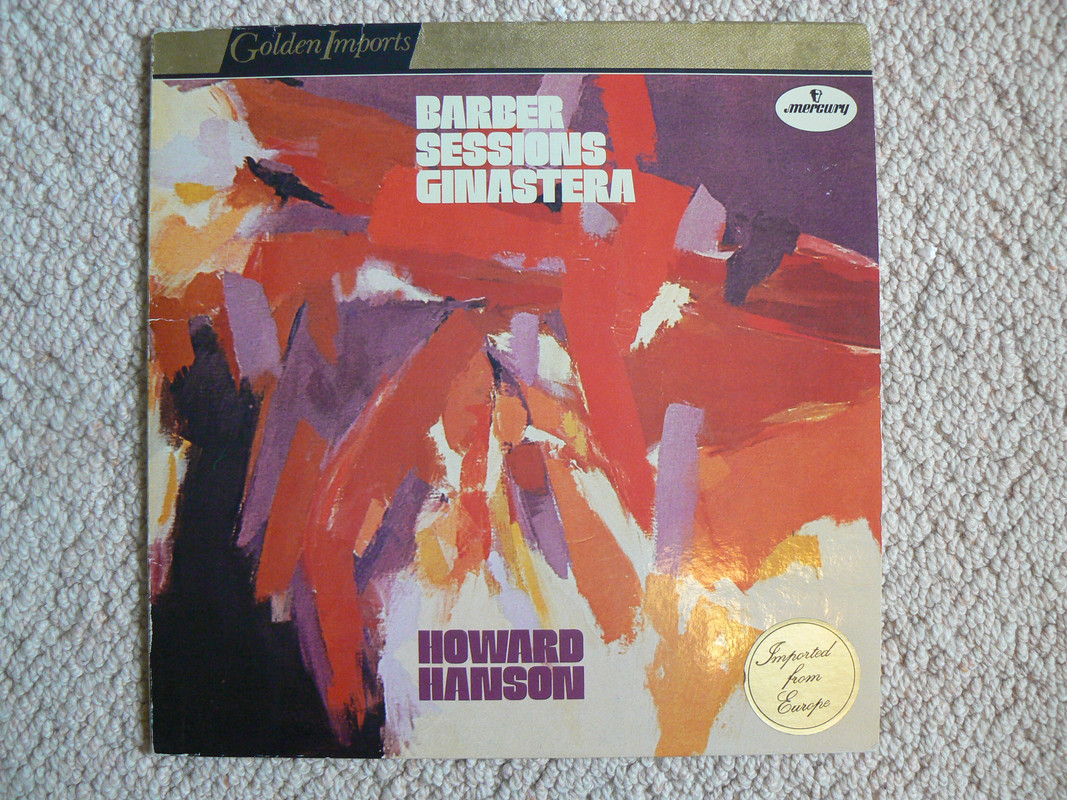 Golden Imports
BARBER
SESSIONS
GINASTERA
mercury
HOWARD
HANSON
Imported
from
Europe